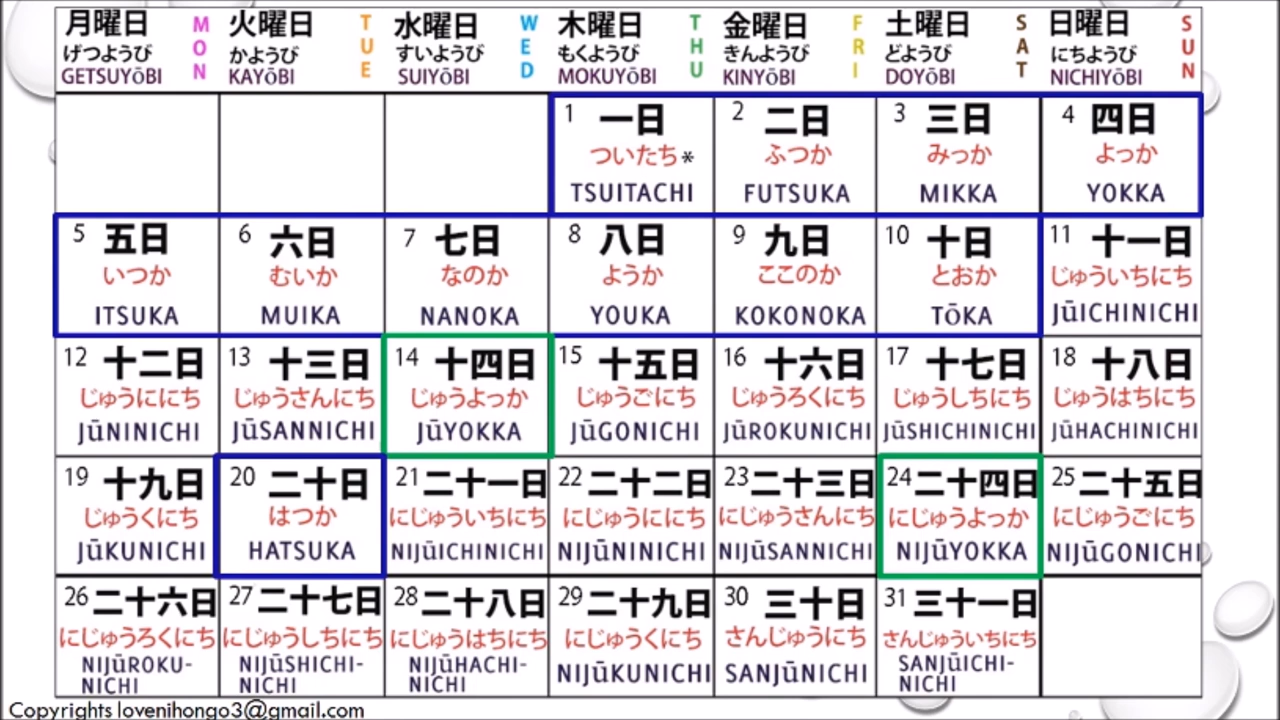 月曜日 MON 火曜日 TUE 水曜日 WED 木曜日 THU 金曜日 FRI 土曜日 SAT 日曜日 SUN
げつようび かようび すいようび もくようび きんようび どようび にちようび
GETSUYōBI KAYōBI SUIYōBI MOKUYōBI KINYōBI DOYōBI NICHIYōBI
1 一日 2 二日 3 三日 4 四日
ついたち* ふつか みっか よっか
TSUITACHI FUTSUKA MIKKA YOKKA
5 五日 6 六日 7 七日 8 八日 9 九日 10 十日 11 十一日
いつか むいか なのか ようか ここのか とおか じゅういちにち
ITSUKA MUIKA NANOKA YOUKA KOKONOKA TōKA JūICHINICHI
12 十二日 13 十三日 14 十四日 15 十五日 16 十六日 17 十七日 18 十八日
じゅうににち じゅうさんにち じゅうよっか じゅうごにち じゅうろくにち じゅうしちにち じゅうはちにち
JūNINICHI JūSANNICHI JūYOKKA JūGONICHI JūROKUNICHI JūSHICHINICHI JūHACHINICHI
19 十九日 20 二十日 21 二十一日 22 二十二日 23 二十三日 24 二十四日 25 二十五日
じゅうくにち はつか にじゅういちにち にじゅうににち にじゅうさんにち にじゅうよっか にじゅうごにち
JūKUNICHI HATSUKA NIJūICHINICHI NIJūNINICHI NIJūSANNICHI NIJūYOKKA NIJūGONICHI
26 二十六日 27 二十七日 28 二十八日 29 二十九日 30 三十日 31 三十一日
にじゅうろくにち にじゅうしちにち にじゅうはちにち にじゅうくにち さんじゅうにち さんじゅういちにち
NIJūROKU- NIJūSHICHI- NIJūHACHI- NIJūKUNICHI SANJūNICHI SANJūICHI-
NICHI NICHI NICHI NICHI
Copyrights lovenihongo3@gmail.com